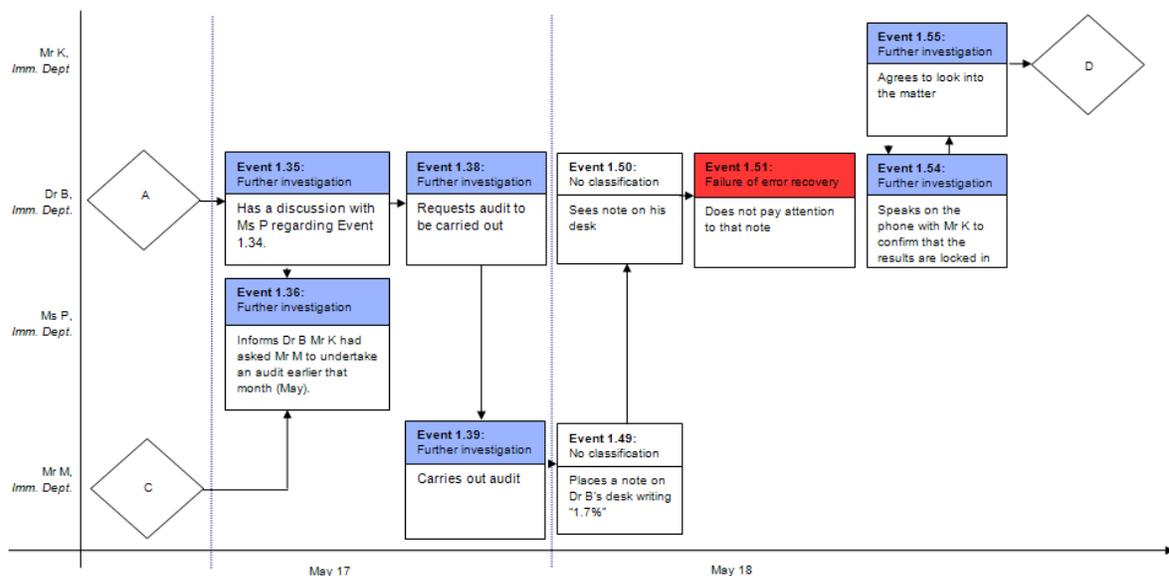 Mr K,
Imm. Dept
Event 1.55:
Further investigation
Agrees to look into
the matter
D
Dr B,
Imm. Dept.
A
Event 1.35:
Further investigation
Has a discussion with
Ms P regarding Event
1.34.
Event 1.38:
Further investigation
Requests audit to
be carried out
Event 1.50:
No classification
Sees note on his
desk
Event 1.51:
Failure of error recovery
Does not pay attention
to that note
Event 1.54:
Further investigation
Speaks on the
phone with Mr K to
confirm that the
results are locked in
Ms P,
Imm. Dept.
Event 1.36:
Further investigation
Informs Dr B Mr K had
asked Mr M to undertake
an audit earlier that
month (May).
Mr M,
Imm. Dept.
C
Event 1.39:
Further investigation
Carries out audit
Event 1.49:
No classification
Places a note on
Dr B's desk writing
"1.7%"
May 17
May 18